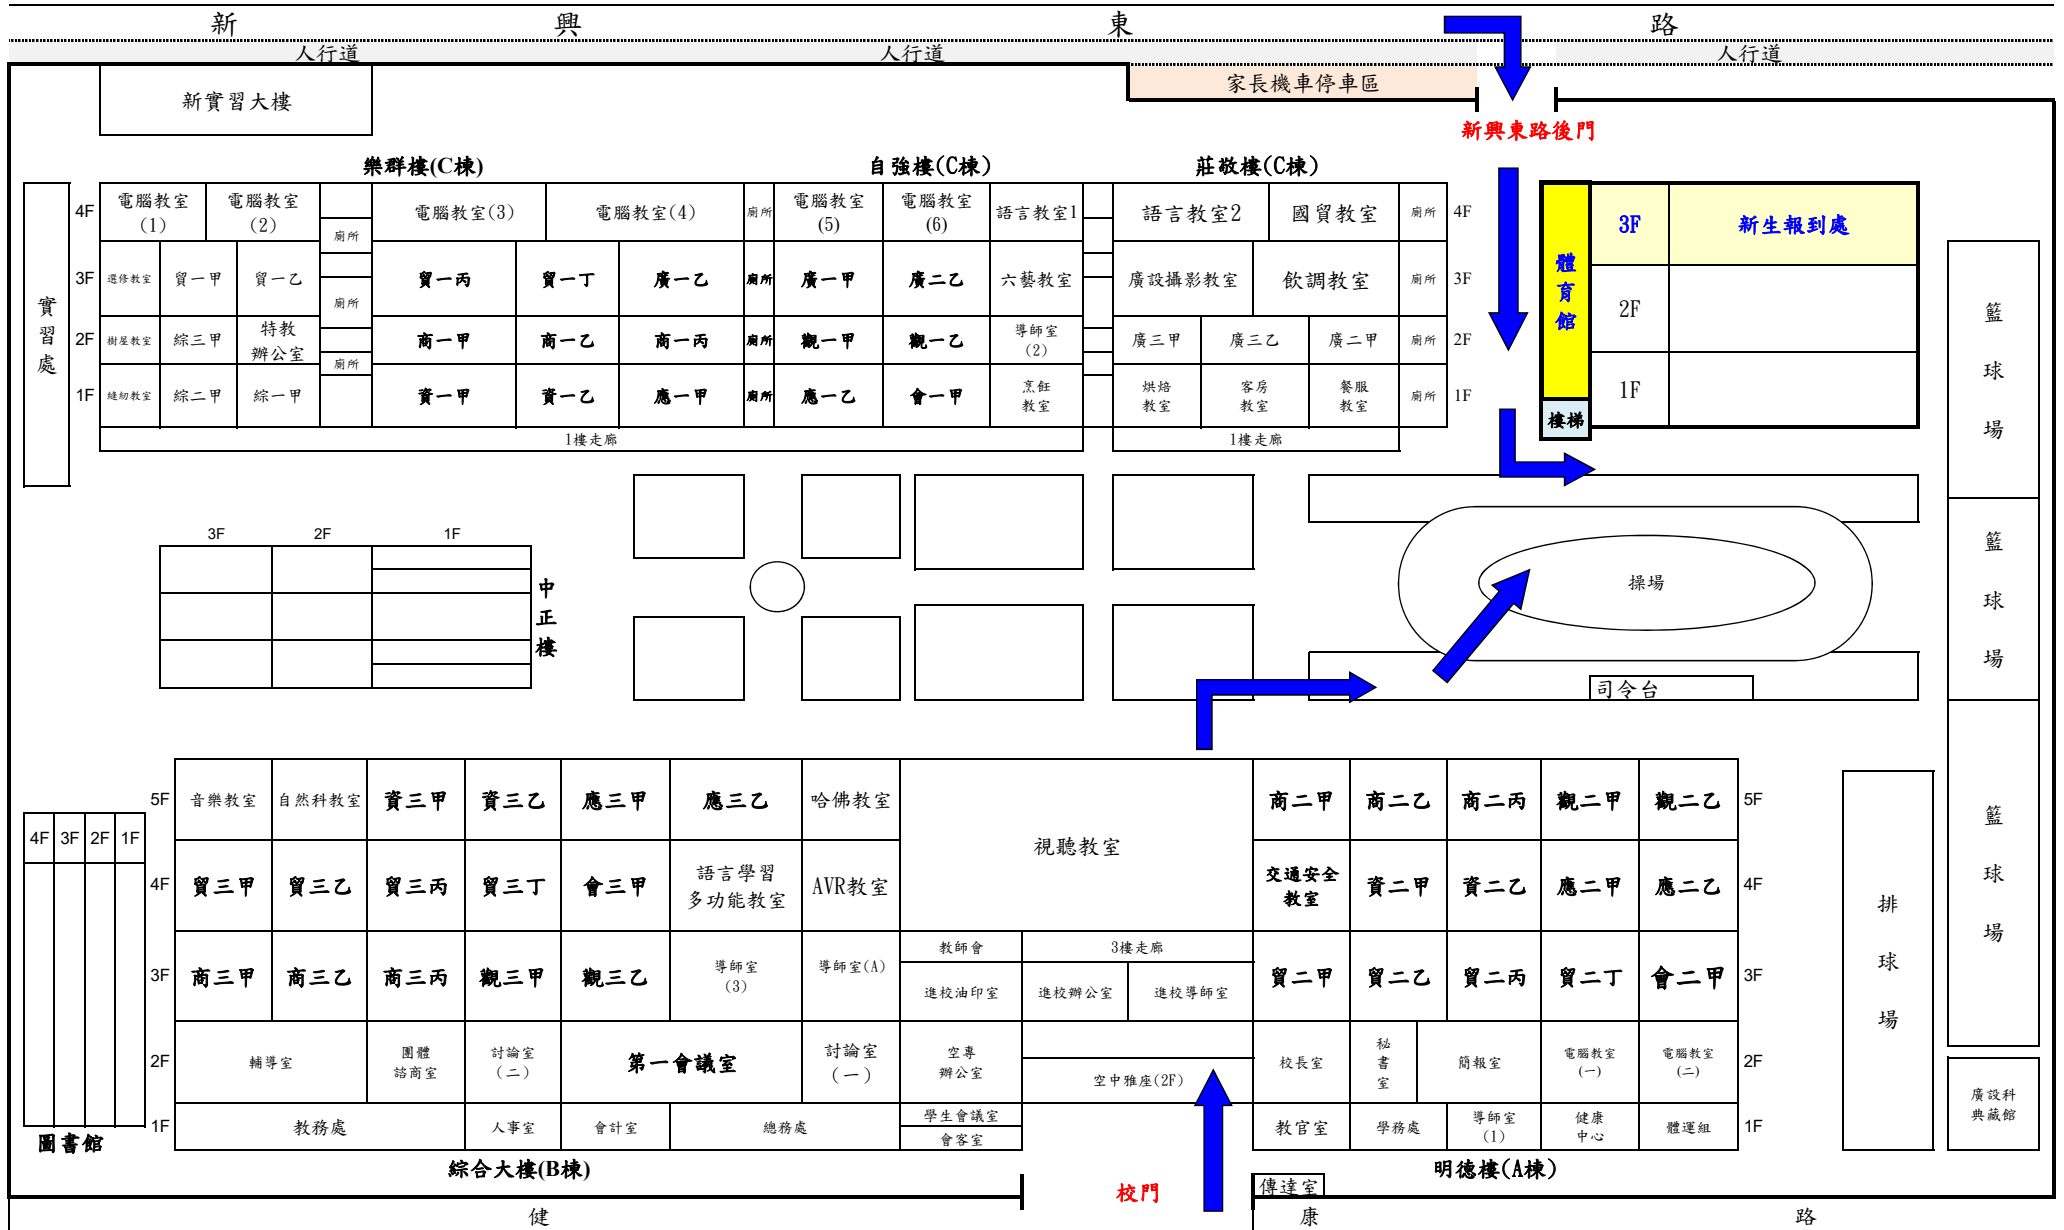 新 興 東 路
人行道 人行道 人行道
家長機車停車區
新實習大樓
新興東路後門
樂群樓(C棟) 自強樓(C棟) 莊敬樓(C棟)
實習處
4F 電腦教室(1) 電腦教室(2) 廁所 電腦教室(3) 電腦教室(4) 廁所 電腦教室(5) 電腦教室(6) 語言教室1 語言教室2 國貿教室 廁所 4F
3F 選修教室 貿一甲 貿一乙 廁所 貿一丙 貿一丁 廣一乙 廁所 廣一甲 廣二乙 六藝教室 廣設攝影教室 飲調教室 廁所 3F
2F 樹屋教室 綜三甲 特教辦公室 廁所 商一甲 商一乙 商一丙 廁所 觀一甲 觀一乙 導師室(2) 廣三甲 廣三乙 廣二甲 廁所 2F
1F 縫紉教室 綜二甲 綜一甲 資一甲 資一乙 應一甲 廁所 應一乙 會一甲 烹飪教室 烘焙教室 客房教室 餐服教室 廁所 1F
1樓走廊 1樓走廊
體育館
3F 新生報到處
2F
1F
樓梯
籃球場
籃球場
籃球場
3F 2F 1F
中正樓
操場
司令台
5F 音樂教室 自然科教室 資三甲 資三乙 應三甲 應三乙 哈佛教室 視聽教室 商二甲 商二乙 商二丙 觀二甲 觀二乙 5F
4F 貿三甲 貿三乙 貿三丙 貿三丁 會三甲 語言學習多功能教室 AVR教室 交通安全教室 資二甲 資二乙 應二甲 應二乙 4F
3F 商三甲 商三乙 商三丙 觀三甲 觀三乙 導師室(3) 導師室(A) 教師會 3樓走廊 進校油印室 進校辦公室 進校導師室 貿二甲 貿二乙 貿二丙 貿二丁 會二甲 3F
2F 輔導室 團體諮商室 討論室(二) 第一會議室 討論室(一) 空專辦公室 空中雅座(2F) 校長室 秘書室 簡報室 電腦教室(一) 電腦教室(二) 2F
1F 教務處 人事室 會計室 總務處 學生會議室 會客室 教官室 學務處 導師室(1) 健康中心 體運組 1F
4F 3F 2F 1F
圖書館
排球場
廣設科典藏館
綜合大樓(B棟) 明德樓(A棟)
校門
傳達室
健 康 路